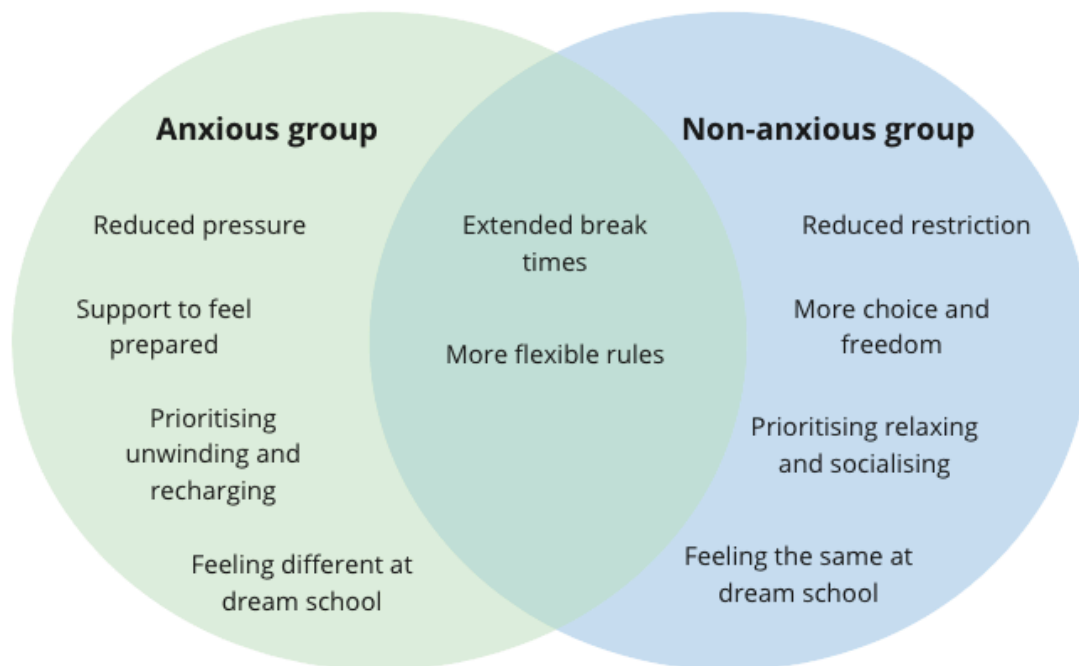 Anxious group
Reduced pressure
Support to feel
prepared
Prioritising
unwinding and
recharging
Feeling different at
dream school
Extended break
times
More flexible rules
Non-anxious group
Reduced restriction
More choice and
freedom
Prioritising relaxing
and socialising
Feeling the same at
dream school